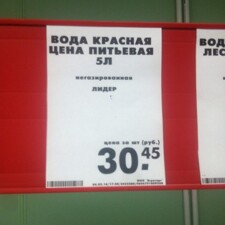 ВОДА КРАСНАЯ
ЦЕНА ПИТЬЕВАЯ
5Л
негазированная
ЛИДЕР
цена за шт (руб.)
30.45
ВОД
ЛЕС